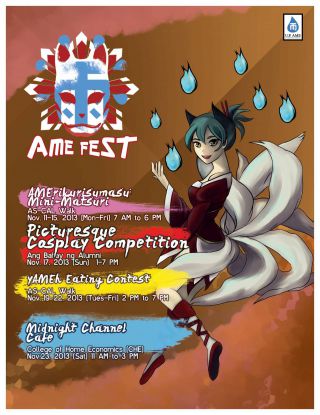 U.P. AME
AME FEST
AMErikurisumasu
Mini-Matsuri
AS-CAL Walk
Nov. 11-15, 2013 (Mon-Fri) 7 AM to 6 PM
Picturesque
Cosplay Competition
Ang Bahay ng Alumni
Nov. 17, 2013 (Sun) 1-7 PM
yAMEh Eating Contest
AS-CAL Walk
Nov. 19-22, 2013 (Tues-Fri) 2 PM to 7 PM
Midnight Channel
Cafe
College of Home Economics (CHE)
Nov.23, 2013 (Sat) 11 AM to 3 PM